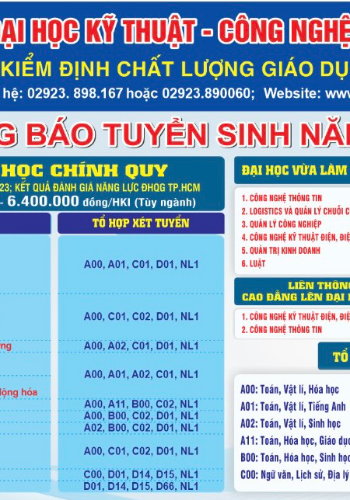 ĐẠI HỌC KỸ THUẬT - CÔNG NGHỆ
KIỂM ĐỊNH CHẤT LƯỢNG GIÁO DỤ
hệ: 02923. 898.167 hoặc 02923.890060; Website: www
G BÁO TUYỂN SINH NĂ
HỌC CHÍNH QUY
23; KẾT QUẢ ĐÁNH GIÁ NĂNG LỰC ĐHQG TP.HCM
- 6.400.000 đồng/HKI (Tùy ngành)
TỔ HỢP XÉT TUYỂN
A00, A01, C01, D01, NL1
A00, C01, C02, D01, NL1
A00, A02, C01, D01, NL1
A00, A01, A02, C01, NL1
động hóa
A00, A11, B00, C02, NL1
A00, B00, C02, D01, NL1
A02, B00, C02, D01, NL1
A00, C01, C02, D01, NL1
C00, D01, D14, D15, NL1
D01, D14, D15, D66, NL1
ĐẠI HỌC VỪA LÀM
1. CÔNG NGHỆ THÔNG TIN
2. LOGISTICS VÀ QUẢN LÝ CHUỖI C
3. QUẢN LÝ CÔNG NGHIỆP
4. CÔNG NGHỆ KỸ THUẬT ĐIỆN, ĐIỆ
5. QUẢN TRỊ KINH DOANH
6. LUẬT
LIÊN THÔNG
CAO ĐẲNG LÊN ĐẠI
1. CÔNG NGHỆ KỸ THUẬT ĐIỆN, ĐIỆ
2. CÔNG NGHỆ THÔNG TIN
TỔ
A00: Toán, Vật lí, Hóa học
A01: Toán, Vật lí, Tiếng Anh
A02: Toán, Vật lí, Sinh học
A11: Toán, Hóa học, Giáo dục
B00: Toán, Hóa học, Sinh học
C00: Ngữ văn, Lịch sử, Địa lý